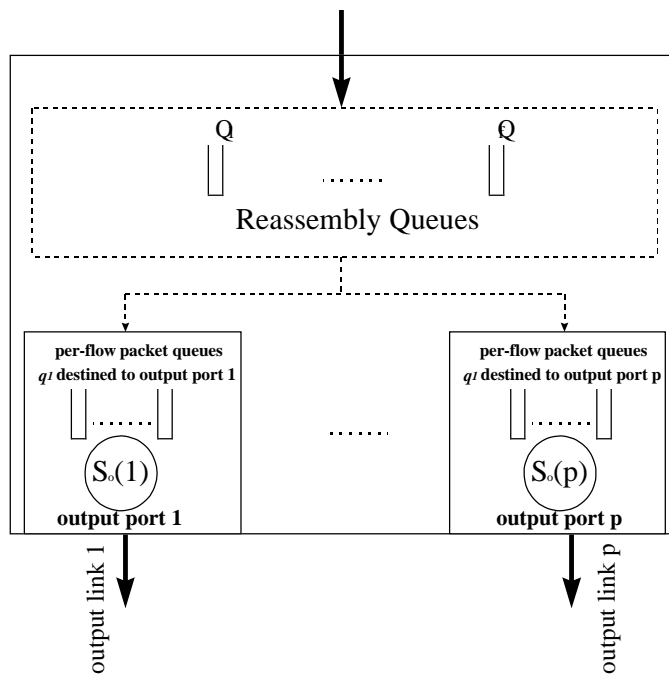 Q1 Q
........
Reassembly Queues
per-flow packet queues
q1 destined to output port 1
........
So(1)
output port 1
output link 1
........
per-flow packet queues
q1 destined to output port p
........
So(p)
output port p
output link p